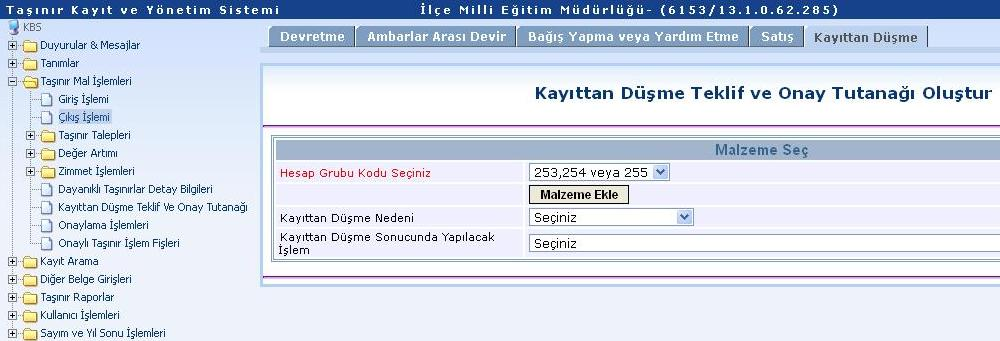 Taşınır Kayıt ve Yönetim Sistemi İlçe Milli Eğitim Müdürlüğü- (6153/13.1.0.62.285)
KBS
Duyurular & Mesajlar
Tanımlar
Taşınır Mal İşlemleri
Giriş İşlemi
Çıkış İşlemi
Taşınır Talepleri
Değer Artımı
Zimmet İşlemleri
Dayanıklı Taşınırlar Detay Bilgileri
Kayıttan Düşme Teklif Ve Onay Tutanağı
Onaylama İşlemleri
Onaylı Taşınır İşlem Fişleri
Kayıt Arama
Diğer Belge Girişleri
Taşınır Raporlar
Kullanıcı İşlemleri
Sayım ve Yıl Sonu İşlemleri
Devretme Ambarlar Arası Devir Bağış Yapma veya Yardım Etme Satış Kayıttan Düşme
Kayıttan Düşme Teklif ve Onay Tutanağı Oluştur
Malzeme Seç
Hesap Grubu Kodu Seçiniz 253,254 veya 255
Malzeme Ekle
Kayıttan Düşme Nedeni Seçiniz
Kayıttan Düşme Sonucunda Yapılacak
İşlem Seçiniz